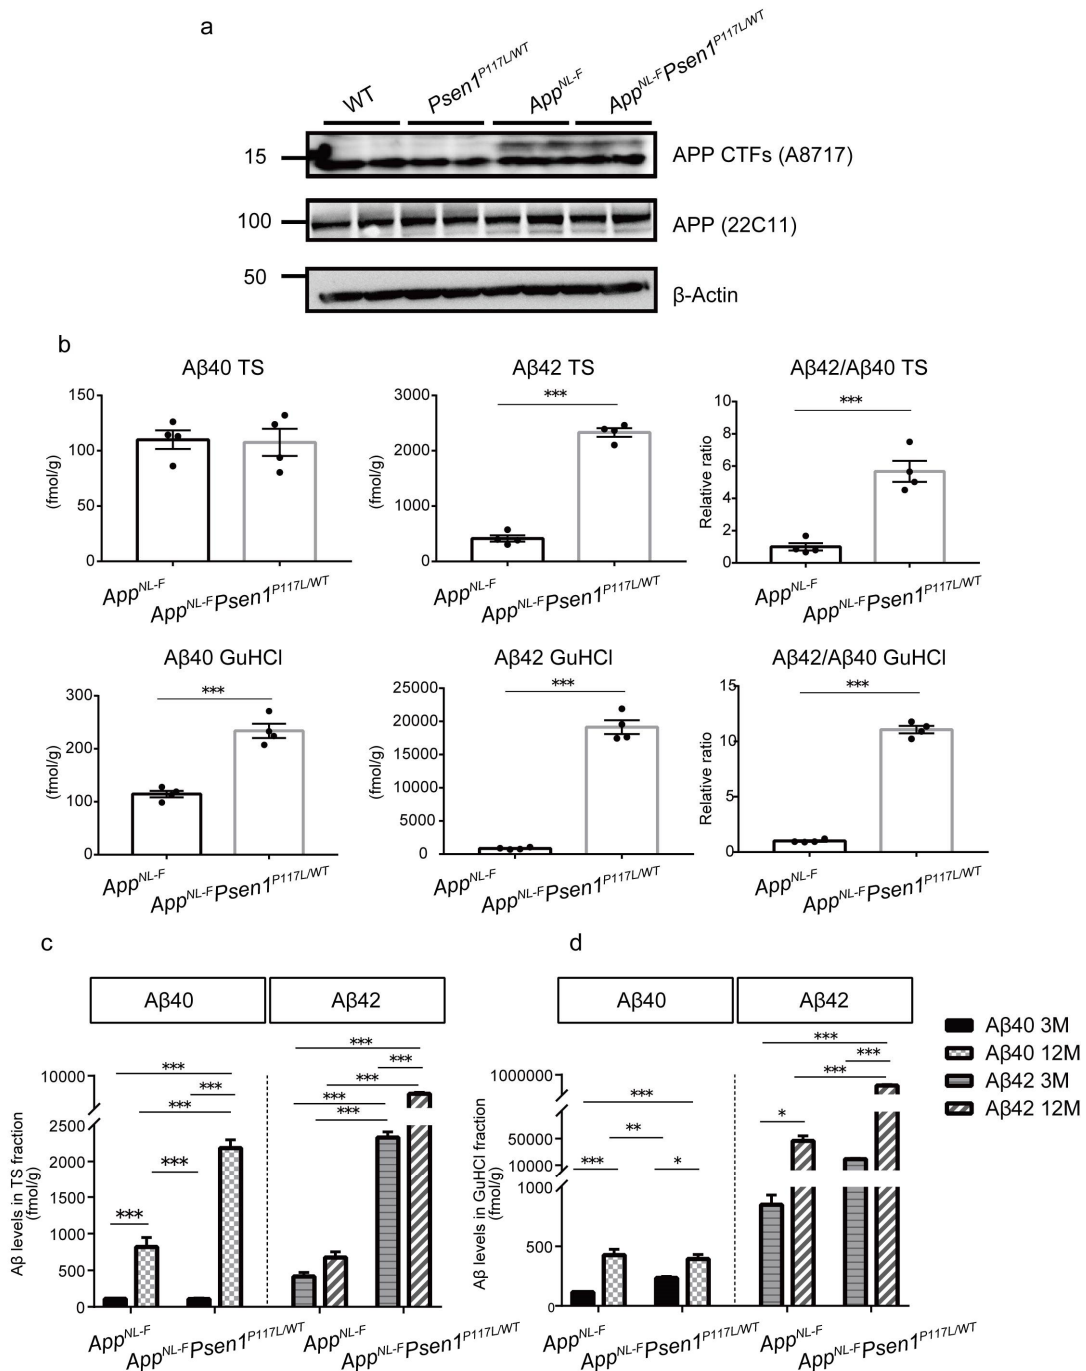 a
WT
Psen1P117L/WT
AppNL-F
AppNL-FPsen1P117L/WT
15
APP CTFs (A8717)
100
APP (22C11)
50
β-Actin
b
Aβ40 TS
(fmol/g)
150
100
50
0
AppNL-F
AppNL-FPsen1P117L/WT
Aβ42 TS
***
(fmol/g)
3000
2000
1000
0
AppNL-F
AppNL-FPsen1P117L/WT
Aβ42/Aβ40 TS
***
Relative ratio
10
8
6
4
2
0
AppNL-F
AppNL-FPsen1P117L/WT
Aβ40 GuHCl
***
(fmol/g)
300
200
100
0
AppNL-F
AppNL-FPsen1P117L/WT
Aβ42 GuHCl
***
(fmol/g)
25000
20000
15000
10000
5000
0
AppNL-F
AppNL-FPsen1P117L/WT
Aβ42/Aβ40 GuHCl
***
Relative ratio
15
10
5
0
AppNL-F
AppNL-FPsen1P117L/WT
c
Aβ40
Aβ42
Aβ levels in TS fraction
(fmol/g)
10000
2500
2000
1500
1000
500
0
***
***
***
***
***
***
***
***
***
***
AppNL-F
AppNL-FPsen1P117L/WT
AppNL-F
AppNL-FPsen1P117L/WT
d
Aβ40
Aβ42
Aβ levels in GuHCl fraction
(fmol/g)
1000000
50000
10000
1000
500
0
***
**
***
*
***
***
***
*
AppNL-F
AppNL-FPsen1P117L/WT
AppNL-F
AppNL-FPsen1P117L/WT
Aβ40 3M
Aβ40 12M
Aβ42 3M
Aβ42 12M